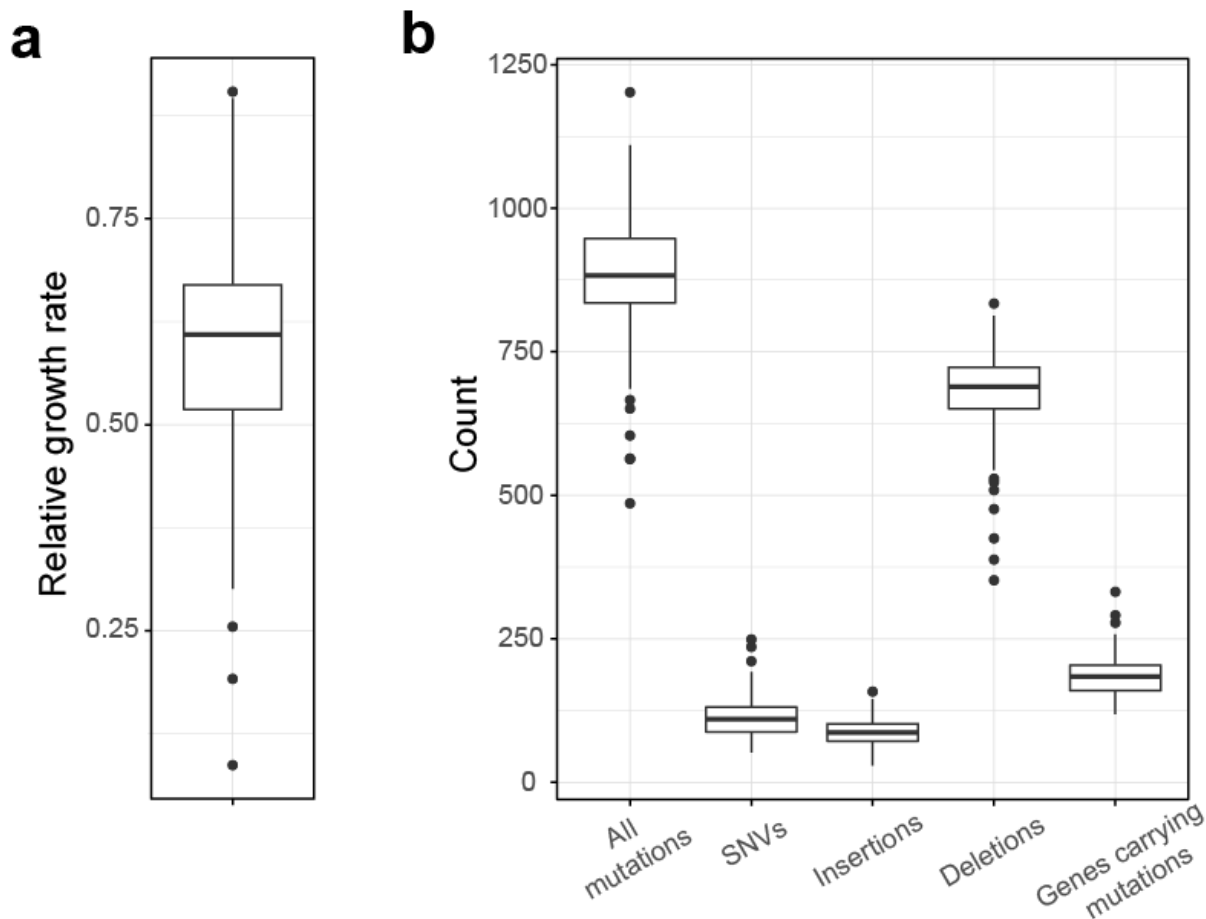 a
b
Relative growth rate
0.75
0.50
0.25
Count
1250
1000
750
500
250
0
All
mutations
SNVs
Insertions
Deletions
Genes carrying
mutations